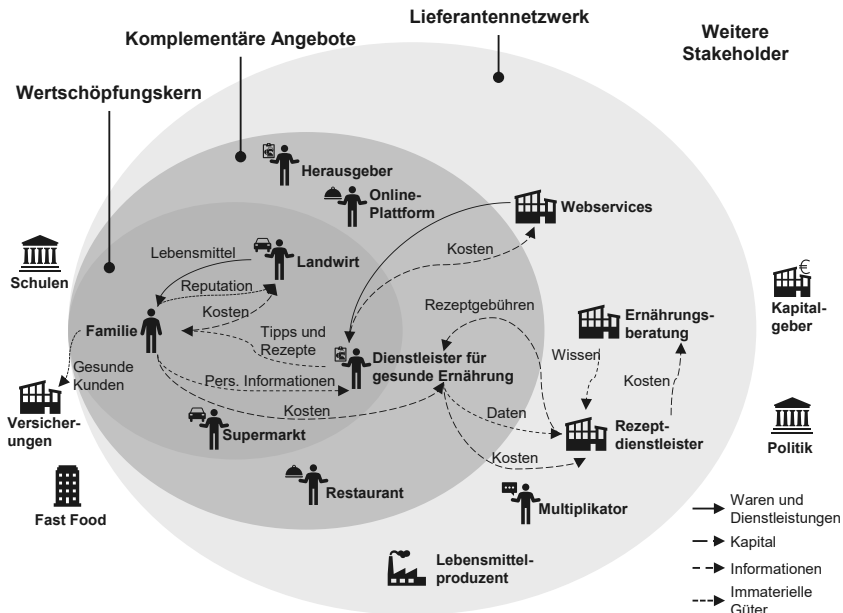 Lieferantennetzwerk
Weitere
Stakeholder
Komplementäre Angebote
Wertschöpfungskern
Herausgeber
Online-
Plattform
Webservices
Kosten
Lebensmittel
Landwirt
Schulen
Reputation
Kosten
Familie
Tipps und
Rezepte
Rezeptgebühren
Ernährungs-
beratung
€
Kapital-
geber
Dienstleister für
gesunde Ernährung
Wissen
Gesunde
Kunden
Pers. Informationen
Kosten
Kosten
Daten
Versicher-
ungen
Supermarkt
Rezept-
dienstleister
Politik
Kosten
Restaurant
Multiplikator
Fast Food
Lebensmittel-
produzent
Waren und
Dienstleistungen
Kapital
Informationen
Immaterielle
Güter